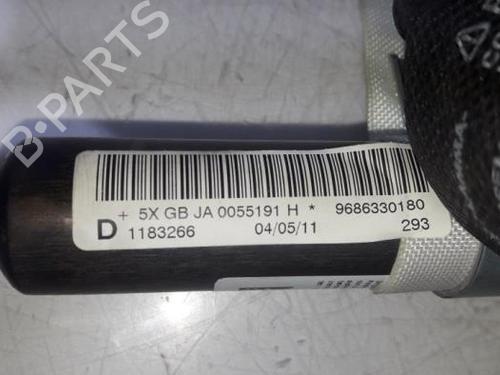 B-PARTS
+ 5X GB JA 0055191 H * 9686330180
D 1183266 04/05/11 293